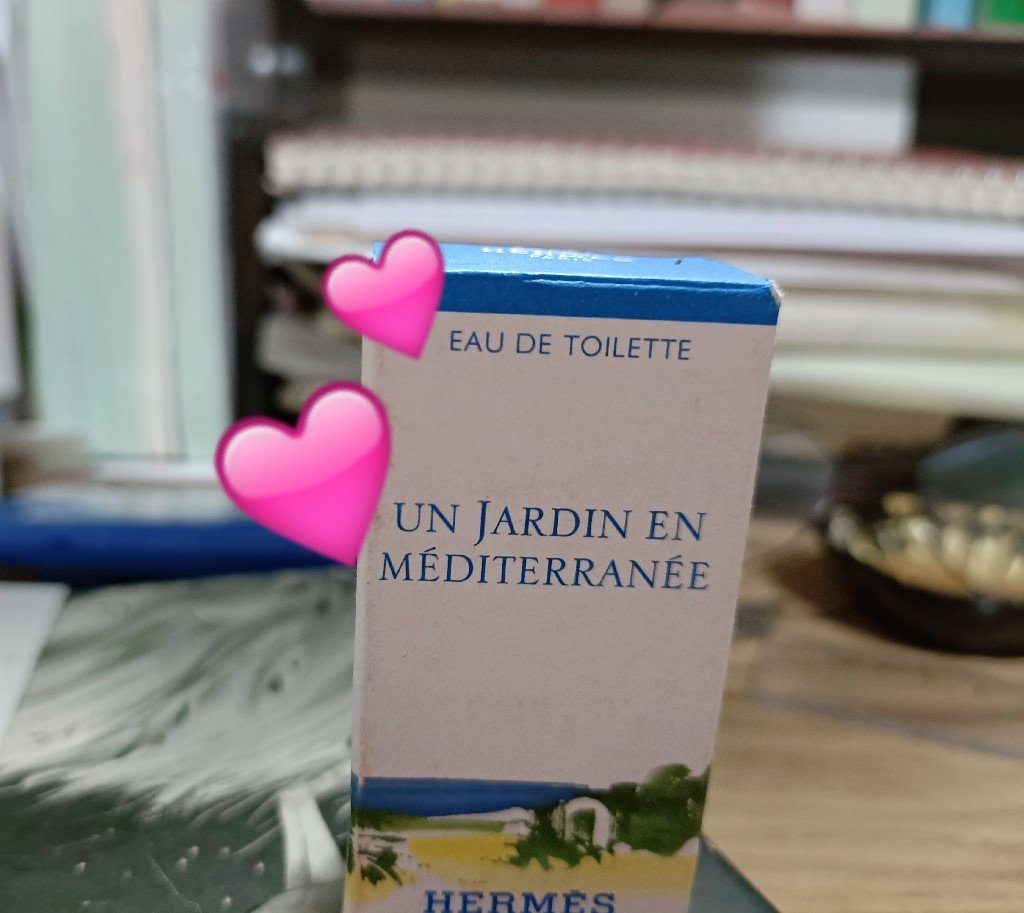 EAU DE TOILETTE
UN JARDIN EN
MÉDITERRANÉE
HERMÈS